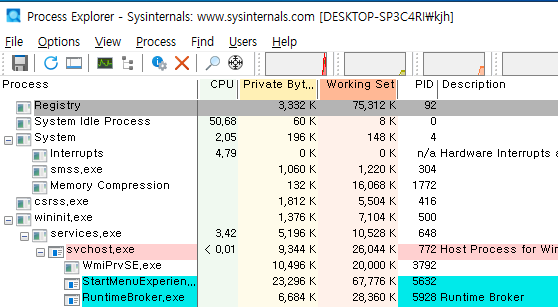 Process Explorer - Sysinternals: www.sysinternals.com [DESKTOP-SP3C4RI₩kjh]
File Options View Process Find Users Help
Process CPU Private Byt,,, Working Set PID Description
Registry 3,332 K 75,312 K 92
System Idle Process 50,68 60 K 8 K 0
System 2,05 196 K 148 K 4
Interrupts 4,79 0 K 0 K n/a Hardware Interrupts a
smss,exe 1,060 K 1,220 K 304
Memory Compression 132 K 16,068 K 1772
csrss,exe 1,812 K 5,504 K 416
wininit,exe 1,376 K 7,104 K 500
services,exe 3,42 5,196 K 10,528 K 648
svchost,exe < 0,01 9,344 K 26,044 K 772 Host Process for Win
WmiPrvSE,exe 10,496 K 20,000 K 3792
StartMenuExperien,,, 23,296 K 67,776 K 5632
RuntimeBroker,exe 6,684 K 28,360 K 5928 Runtime Broker